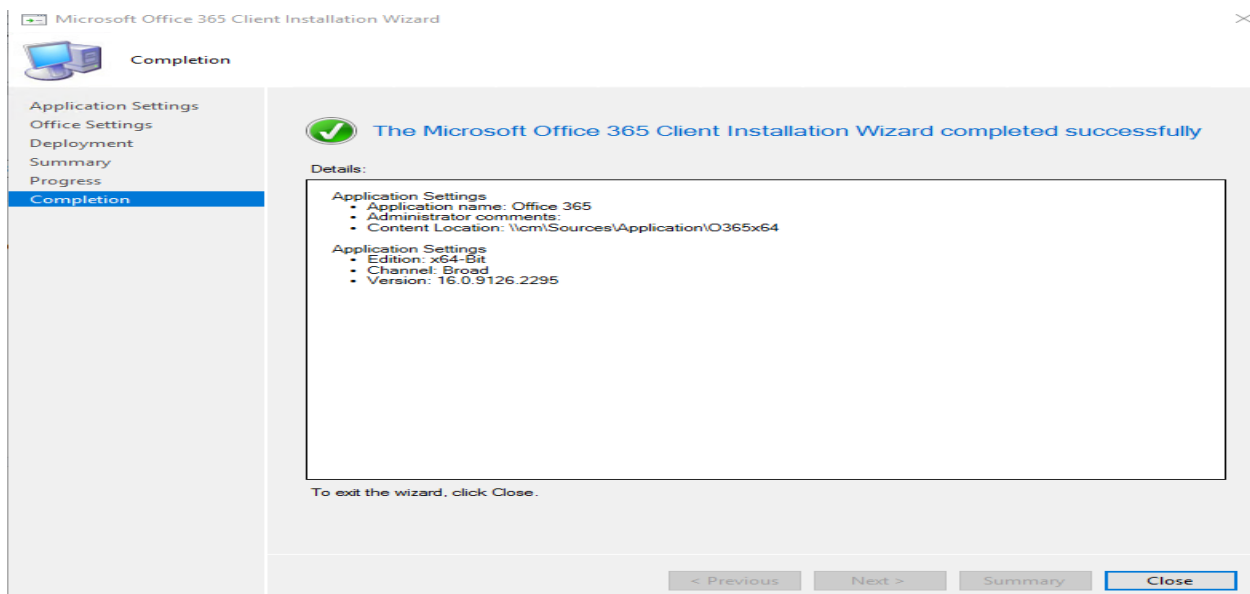 Microsoft Office 365 Client Installation Wizard
Completion
Application Settings
Office Settings
Deployment
Summary
Progress
Completion
The Microsoft Office 365 Client Installation Wizard completed successfully
Details:
Application Settings
• Application name: Office 365
• Administrator comments:
• Content Location: \\cm\Sources\Application\O365x64
Application Settings
• Edition: x64-Bit
• Channel: Broad
• Version: 16.0.9126.2295
To exit the wizard, click Close.
< Previous Next > Summary Close